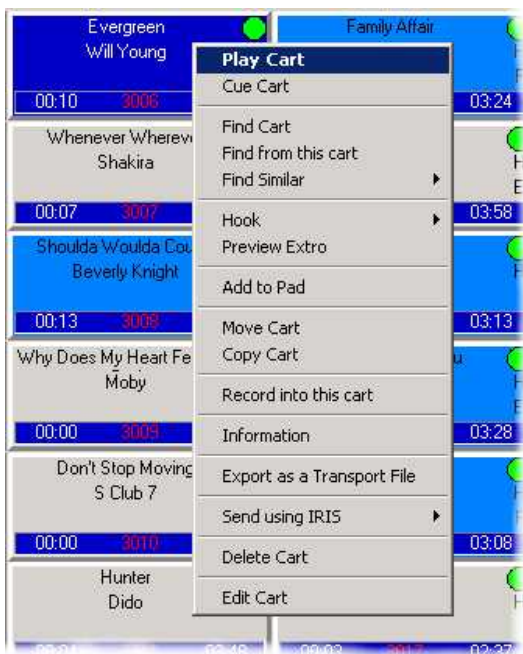 Evergreen
Will Young
00:10 3006
Family Affair
03:24
Whenever Wherev
Shakira
00:07 3007
03:58
Shoulda Woulda Cou
Beverly Knight
00:13 3008
03:13
Why Does My Heart Fe
Moby
00:00 3009
u
03:28
Don't Stop Moving
S Club 7
00:00 3010
03:08
Hunter
Dido
Play Cart
Cue Cart
Find Cart
Find from this cart
Find Similar
Hook
Preview Extro
Add to Pad
Move Cart
Copy Cart
Record into this cart
Information
Export as a Transport File
Send using IRIS
Delete Cart
Edit Cart